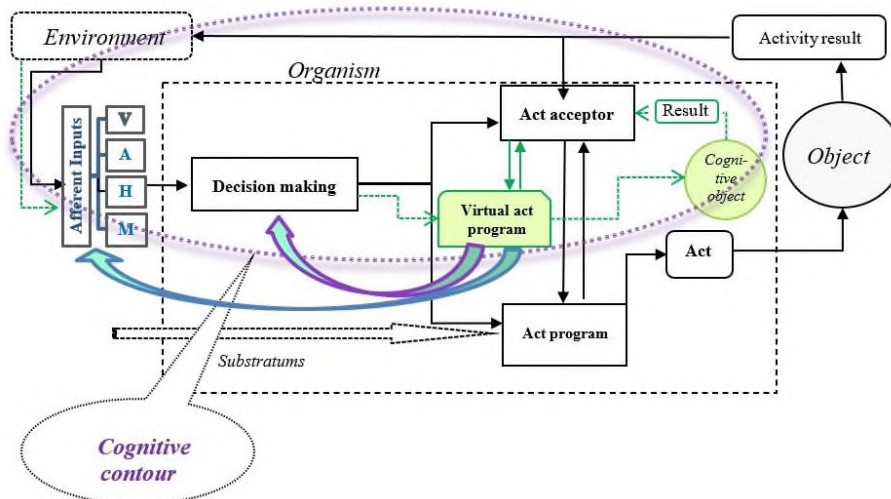 Environment
Activity result
Organism
Afferent Inputs
V
A
H
M
Decision making
Act acceptor
Result
Virtual act
program
Cogni-
tive
object
Object
Act
Act program
Substratums
Cognitive
contour